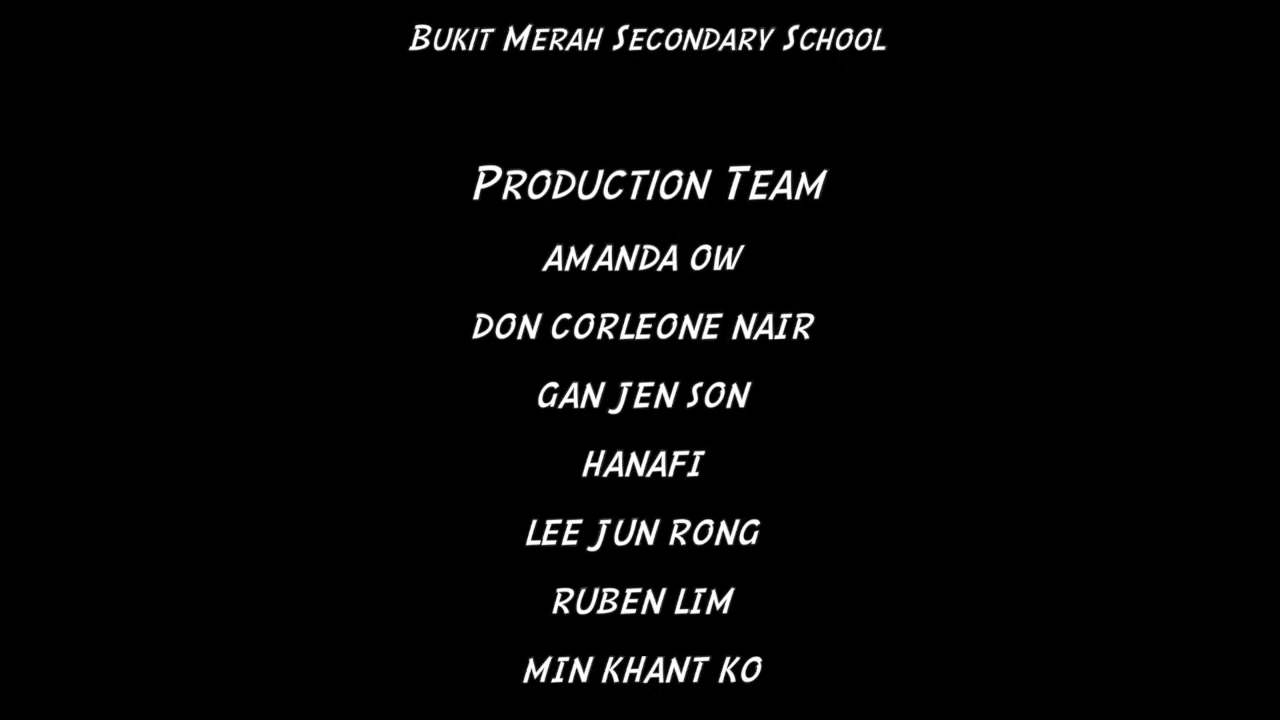 Bukit Merah Secondary School
Production Team
AMANDA OW
DON CORLEONE NAIR
GAN JEN SON
HANAFI
LEE JUN RONG
RUBEN LIM
MIN KHANT KO